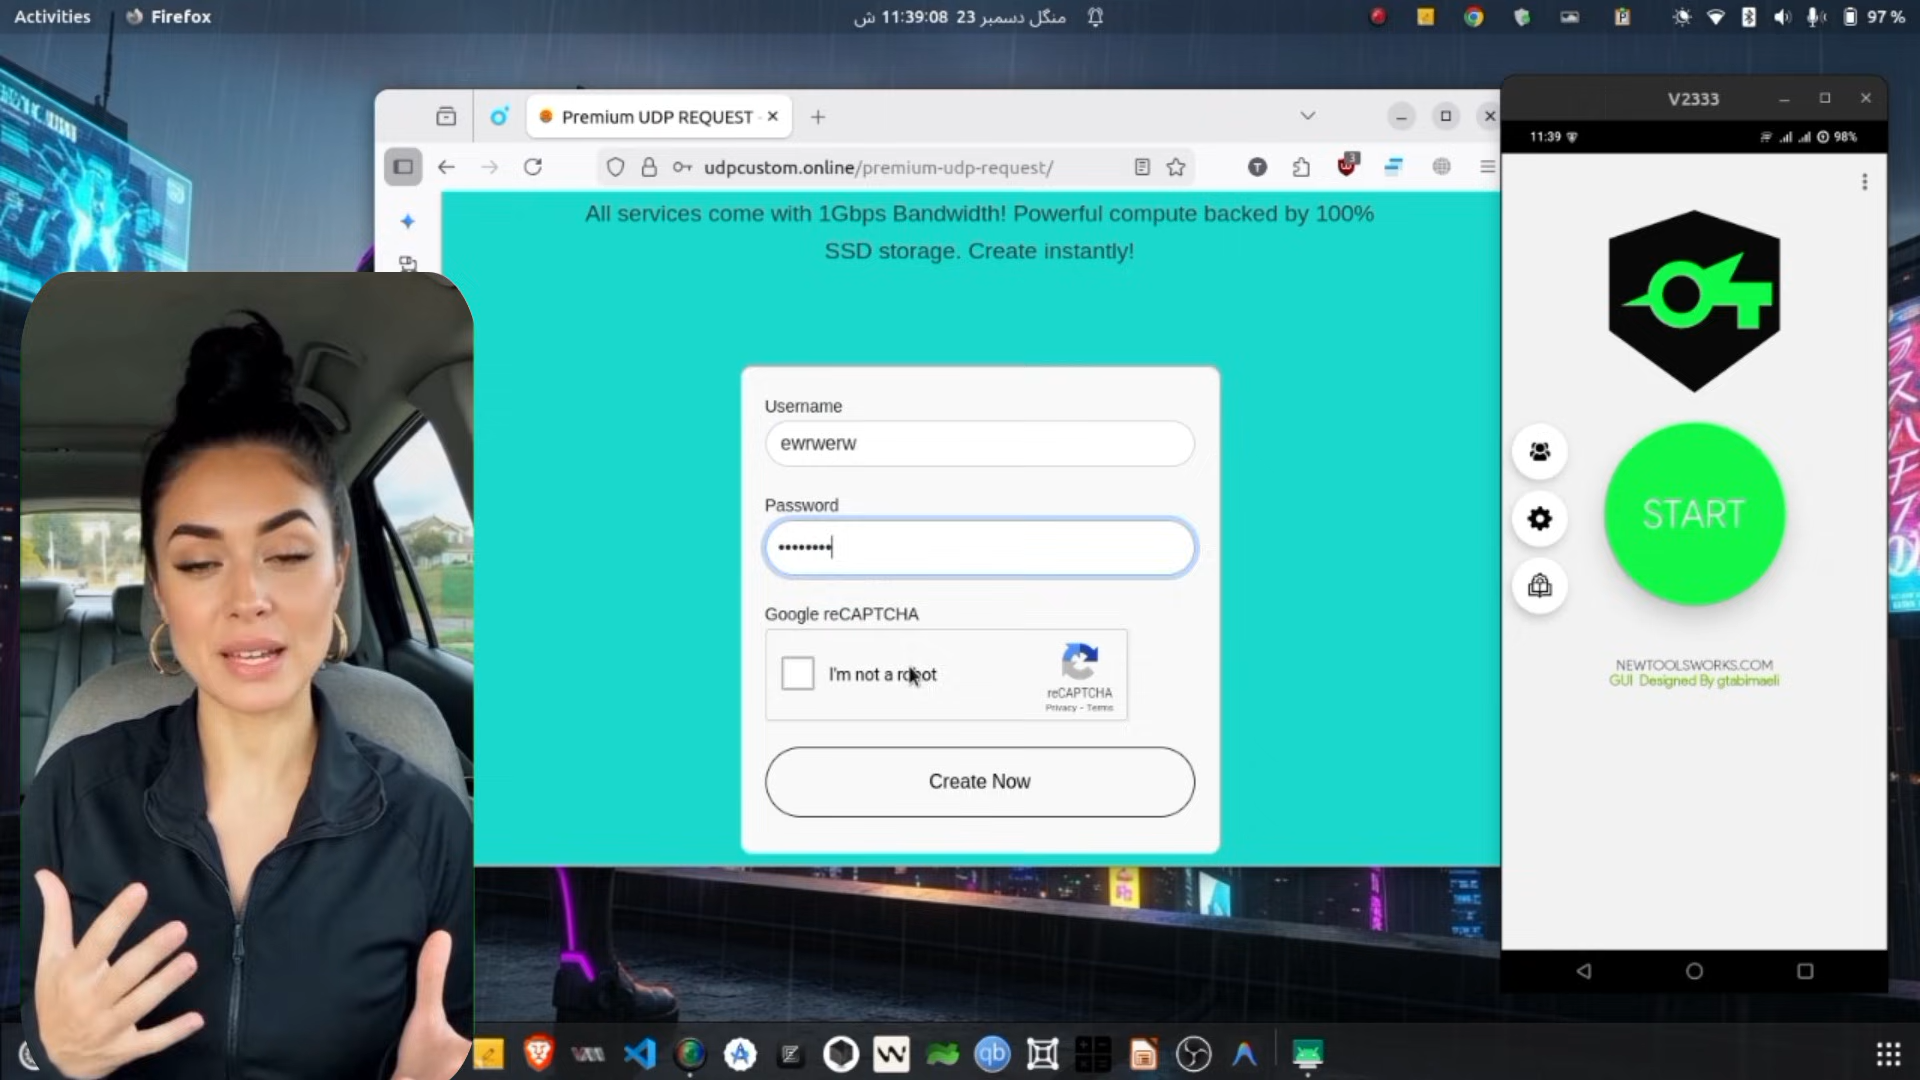 Activities
Firefox
منگل دسمبر 23 11:39:08 ش
97 %
Premium UDP REQUEST
udpcustom.online/premium-udp-request/
3
All services come with 1Gbps Bandwidth! Powerful compute backed by 100%
SSD storage. Create instantly!
Username
ewrwerw
Password
••••••••
Google reCAPTCHA
I'm not a robot
reCAPTCHA
Privacy - Terms
Create Now
V2333
11:39
98%
START
NEWTOOLSWORKS.COM
GUI Designed By gtabimaeli